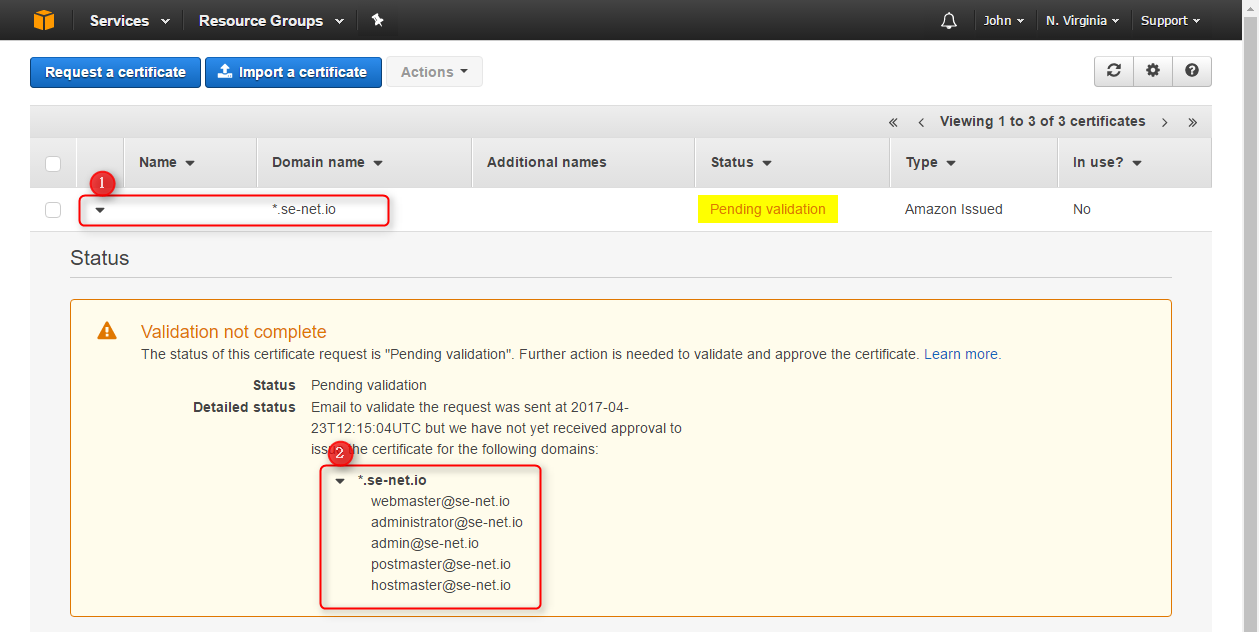 Services Resource Groups John N. Virginia Support
Request a certificate Import a certificate Actions
« ‹ Viewing 1 to 3 of 3 certificates › »
Name Domain name Additional names Status Type In use?
1
*.se-net.io Pending validation Amazon Issued No
Status
Validation not complete
The status of this certificate request is "Pending validation". Further action is needed to validate and approve the certificate. Learn more.
Status Pending validation
Detailed status Email to validate the request was sent at 2017-04-
23T12:15:04UTC but we have not yet received approval to
issue the certificate for the following domains:
2
*.se-net.io
webmaster@se-net.io
administrator@se-net.io
admin@se-net.io
postmaster@se-net.io
hostmaster@se-net.io